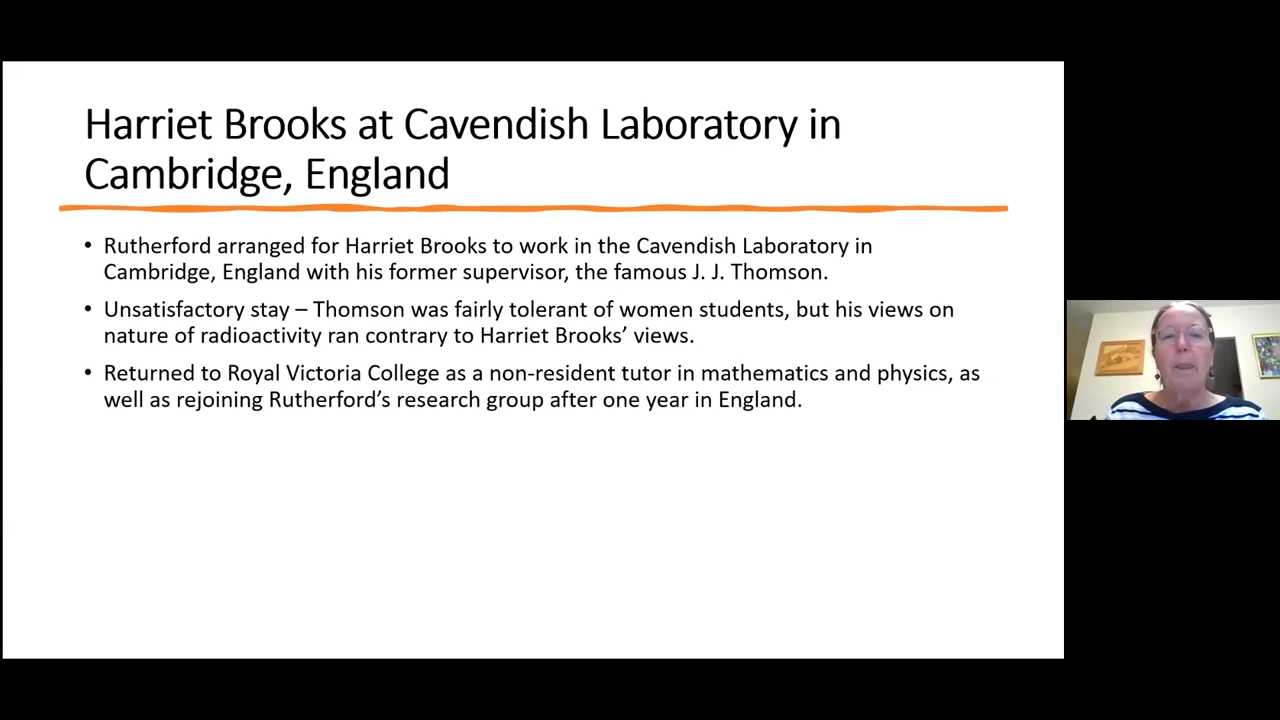 Harriet Brooks at Cavendish Laboratory in
Cambridge, England
• Rutherford arranged for Harriet Brooks to work in the Cavendish Laboratory in
Cambridge, England with his former supervisor, the famous J. J. Thomson.
• Unsatisfactory stay – Thomson was fairly tolerant of women students, but his views on
nature of radioactivity ran contrary to Harriet Brooks’ views.
• Returned to Royal Victoria College as a non-resident tutor in mathematics and physics, as
well as rejoining Rutherford’s research group after one year in England.